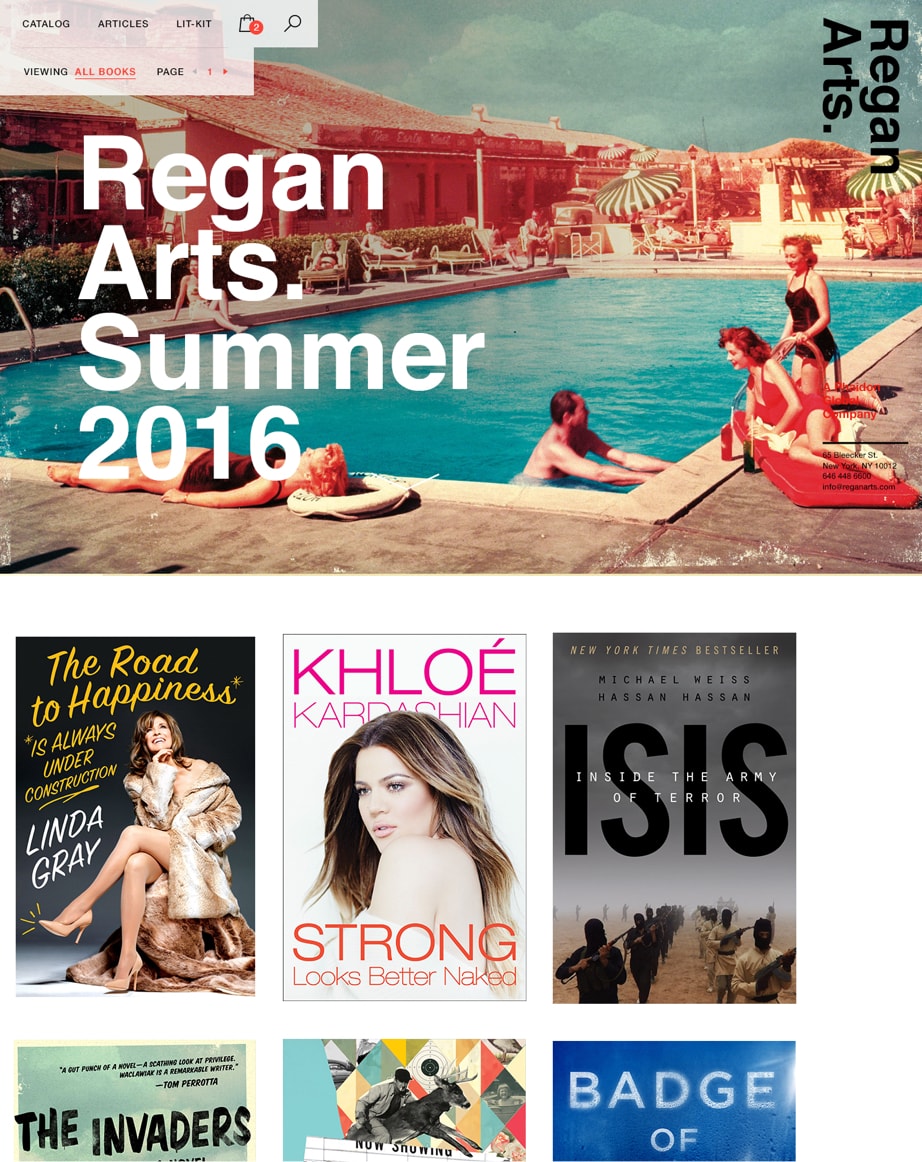 CATALOG ARTICLES LIT-KIT 2
VIEWING ALL BOOKS PAGE 1
Regan
Arts.
Regan
Arts.
Summer
2016
A Phaidon
Global
Company
65 Bleecker St.
New York, NY 10012
646 448 6600
info@reganarts.com
The Road
to Happiness*
*IS ALWAYS
UNDER
CONSTRUCTION
LINDA
GRAY
KHLOÉ
KARDASHIAN
STRONG
Looks Better Naked
NEW YORK TIMES BESTSELLER
MICHAEL WEISS
HASSAN HASSAN
ISIS
INSIDE THE ARMY
OF TERROR
"A GUT PUNCH OF A NOVEL—A SCATHING LOOK AT PRIVILEGE.
WACLAWIAK IS A REMARKABLE WRITER."
—TOM PERROTTA
THE INVADERS
A NOVEL
NOW SHOWING
BADGE
OF